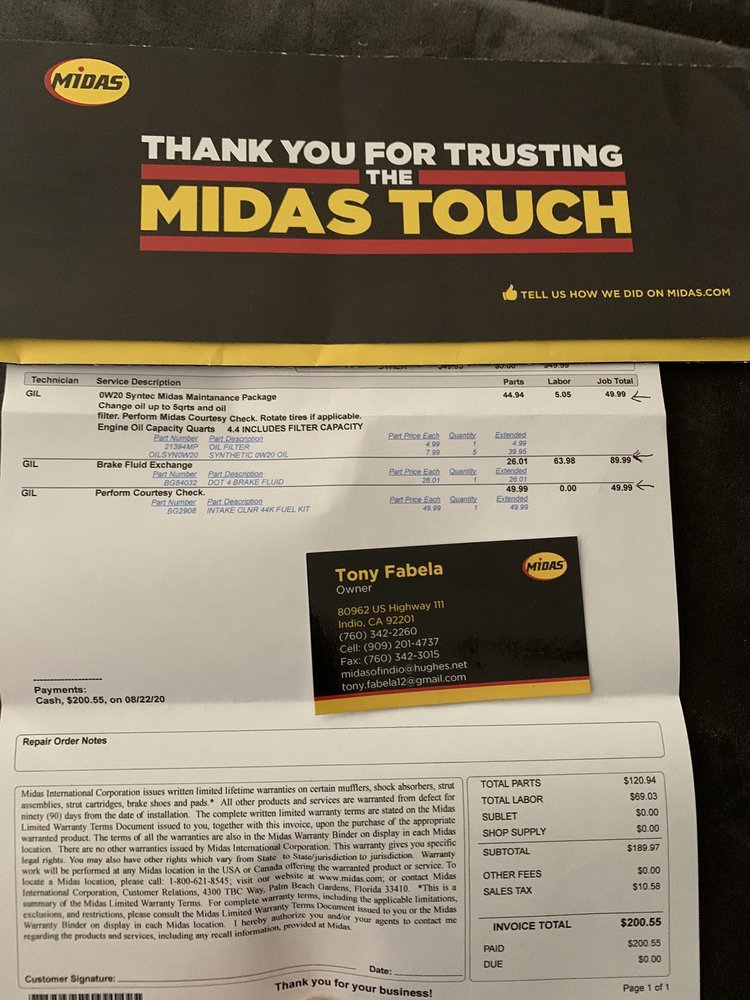 MIDAS
THANK YOU FOR TRUSTING
THE
MIDAS TOUCH
TELL US HOW WE DID ON MIDAS.COM
Technician Service Description Parts Labor Job Total
GIL 0W20 Syntec Midas Maintanance Package 44.94 5.05 49.99
Change oil up to 5qrts and oil
filter. Perform Midas Courtesy Check. Rotate tires if applicable.
Engine Oil Capacity Quarts 4.4 INCLUDES FILTER CAPACITY
Part Number Part Description Part Price Each Quantity Extended
21394MP OIL FILTER 4.99 1 4.99
OILSYN0W20 SYNTHETIC 0W20 OIL 7.99 5 39.95
GIL Brake Fluid Exchange 26.01 63.98 89.99
Part Number Part Description Part Price Each Quantity Extended
BG84032 DOT 4 BRAKE FLUID 26.01 1 26.01
GIL Perform Courtesy Check. 49.99 0.00 49.99
Part Number Part Description Part Price Each Quantity Extended
BG2908 INTAKE CLNR 44K FUEL KIT 49.99 1 49.99
MIDAS
Tony Fabela
Owner
80962 US Highway 111
Indio, CA 92201
(760) 342-2260
Cell: (909) 201-4737
Fax: (760) 342-3015
midasofindio@hughes.net
tony.fabela12@gmail.com
Payments:
Cash, $200.55, on 08/22/20
Repair Order Notes
Midas International Corporation issues written limited lifetime warranties on certain mufflers, shock absorbers, strut
assemblies, strut cartridges, brake shoes and pads.* All other products and services are warranted from defect for
ninety (90) days from the date of installation. The complete written limited warranty terms are stated on the Midas
Limited Warranty Terms Document issued to you, together with this invoice, upon the purchase of the appropriate
warranted product. The terms of all the warranties are also in the Midas Warranty Binder on display in each Midas
location. There are no other warranties issued by Midas International Corporation. This warranty gives you specific
legal rights. You may also have other rights which vary from State to State/jurisdiction to jurisdiction. Warranty
work will be performed at any Midas location in the USA or Canada offering the warranted product or service. To
locate a Midas location, please call: 1-800-621-8545; visit our website at www.midas.com; or contact Midas
International Corporation, Customer Relations, 4300 TBC Way, Palm Beach Gardens, Florida 33410. *This is a
summary of the Midas Limited Warranty Terms. For complete warranty terms, including the applicable limitations,
exclusions, and restrictions, please consult the Midas Limited Warranty Terms Document issued to you or the Midas
Warranty Binder on display in each Midas location. I hereby authorize you and/or your agents to contact me
regarding the products and services, including any recall information, provided at Midas.
TOTAL PARTS $120.94
TOTAL LABOR $69.03
SUBLET $0.00
SHOP SUPPLY $0.00
SUBTOTAL $189.97
OTHER FEES $0.00
SALES TAX $10.58
INVOICE TOTAL $200.55
PAID $200.55
DUE $0.00
Customer Signature: Date:
Thank you for your business!
Page 1 of 1